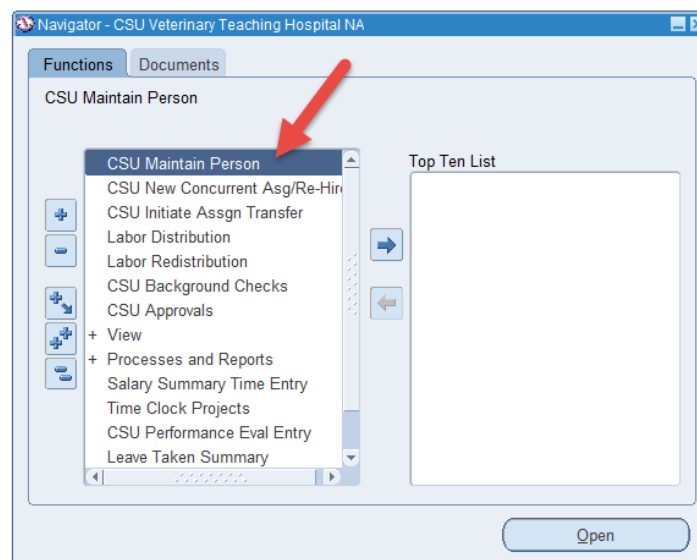 Navigator - CSU Veterinary Teaching Hospital NA
Functions Documents
CSU Maintain Person
CSU Maintain Person
CSU New Concurrent Asg/Re-Hire
CSU Initiate Assgn Transfer
Labor Distribution
Labor Redistribution
CSU Background Checks
CSU Approvals
+ View
+ Processes and Reports
Salary Summary Time Entry
Time Clock Projects
CSU Performance Eval Entry
Leave Taken Summary
Top Ten List
Open